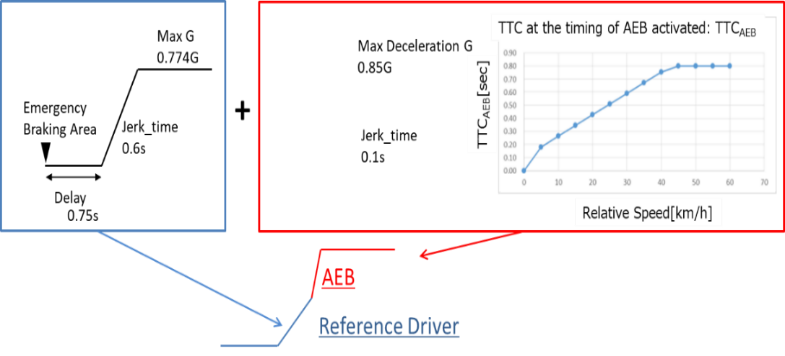 Max G
0.774G
Emergency
Braking Area
Jerk_time
0.6s
Delay
0.75s
+
Max Deceleration G
0.85G
Jerk_time
0.1s
TTC at the timing of AEB activated: TTCAEB
TTCAEB[sec]
0.90
0.80
0.70
0.60
0.50
0.40
0.30
0.20
0.10
0.00
0 10 20 30 40 50 60 70
Relative Speed[km/h]
AEB
Reference Driver